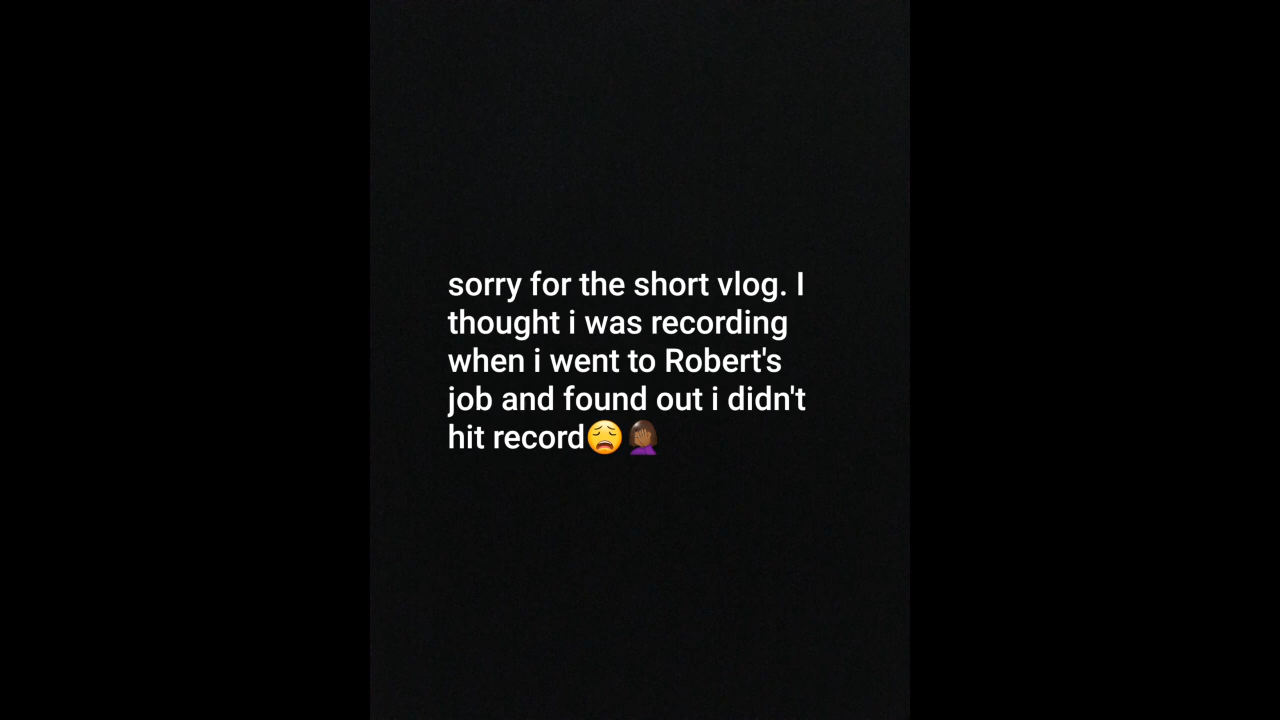 sorry for the short vlog. I
thought i was recording
when i went to Robert's
job and found out i didn't
hit record😩🤦🏾‍♀️